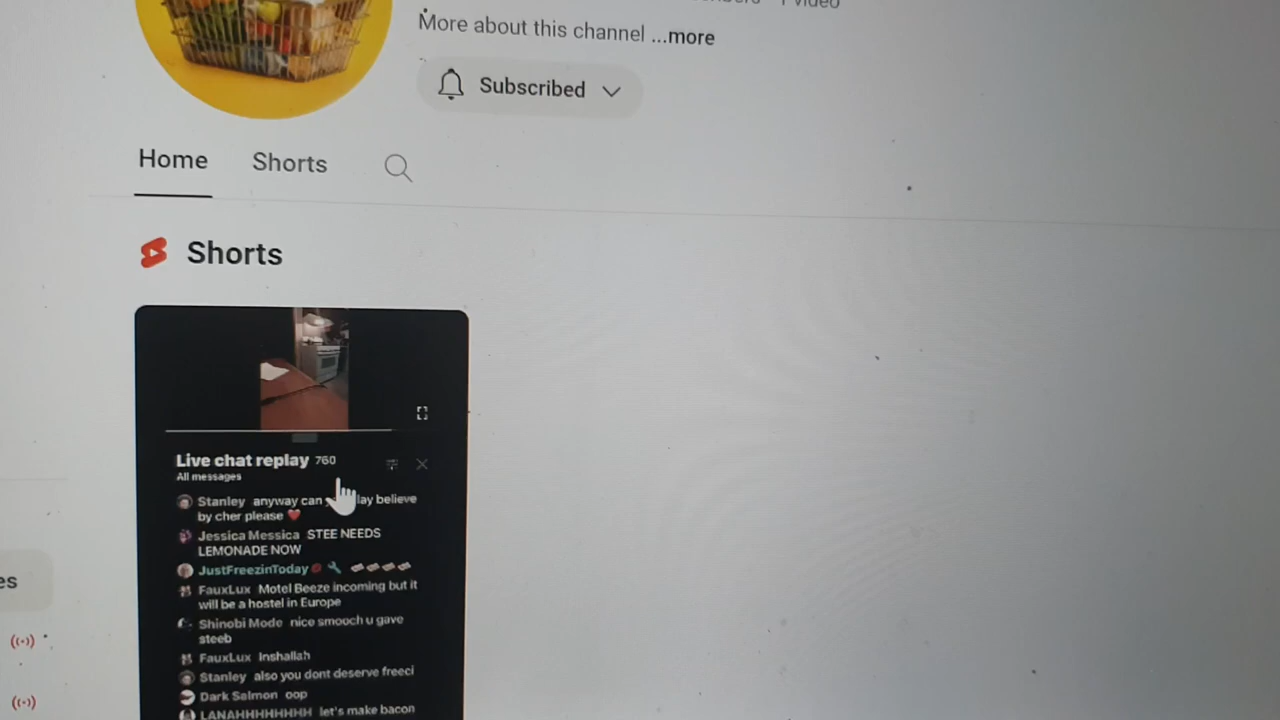 1 video
More about this channel ...more
Subscribed
Home Shorts
Shorts
Live chat replay 760
All messages
Stanley anyway can lay believe
by cher please
Jessica Messica STEE NEEDS
LEMONADE NOW
JustFreezinToday
FauxLux Motel Beeze incoming but it
will be a hostel in Europe
Shinobi Mode nice smooch u gave
steeb
FauxLux Inshallah
Stanley also you dont deserve freeci
Dark Salmon oop
LANAHHHHHHHH let's make bacon
es